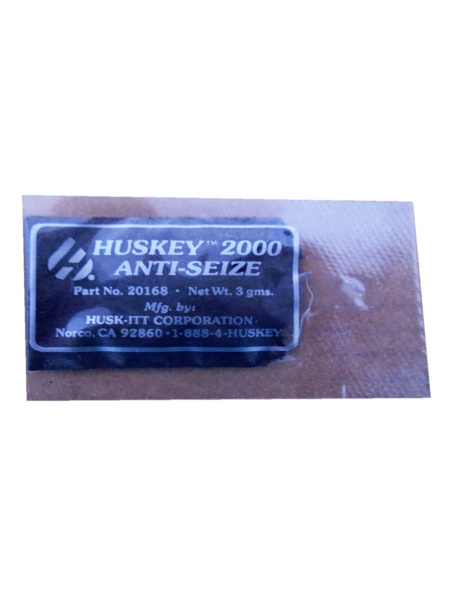 HUSKEY™ 2000
ANTI-SEIZE
Part No. 20168 · Net Wt. 3 gms.
Mfg. by:
HUSK-ITT CORPORATION
Norco, CA 92860 · 1-888-4-HUSKEY